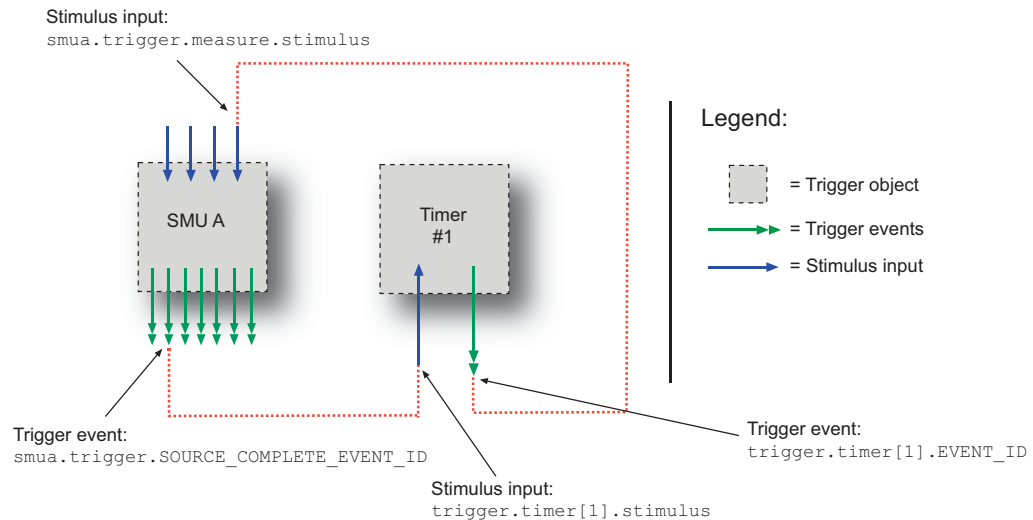 Stimulus input:
smua.trigger.measure.stimulus
Legend:
SMU A
Timer
#1
= Trigger object
= Trigger events
= Stimulus input
Trigger event:
smua.trigger.SOURCE_COMPLETE_EVENT_ID
Trigger event:
trigger.timer[1].EVENT_ID
Stimulus input:
trigger.timer[1].stimulus